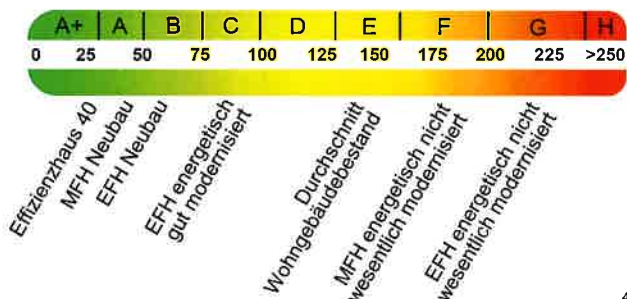 A+ A B C D E F G H
0 25 50 75 100 125 150 175 200 225 >250
Effizienzhaus 40
MFH Neubau
EFH Neubau
EFH energetisch
gut modernisiert
Durchschnitt
Wohngebäudebestand
MFH energetisch nicht
wesentlich modernisiert
EFH energetisch nicht
wesentlich modernisiert
4